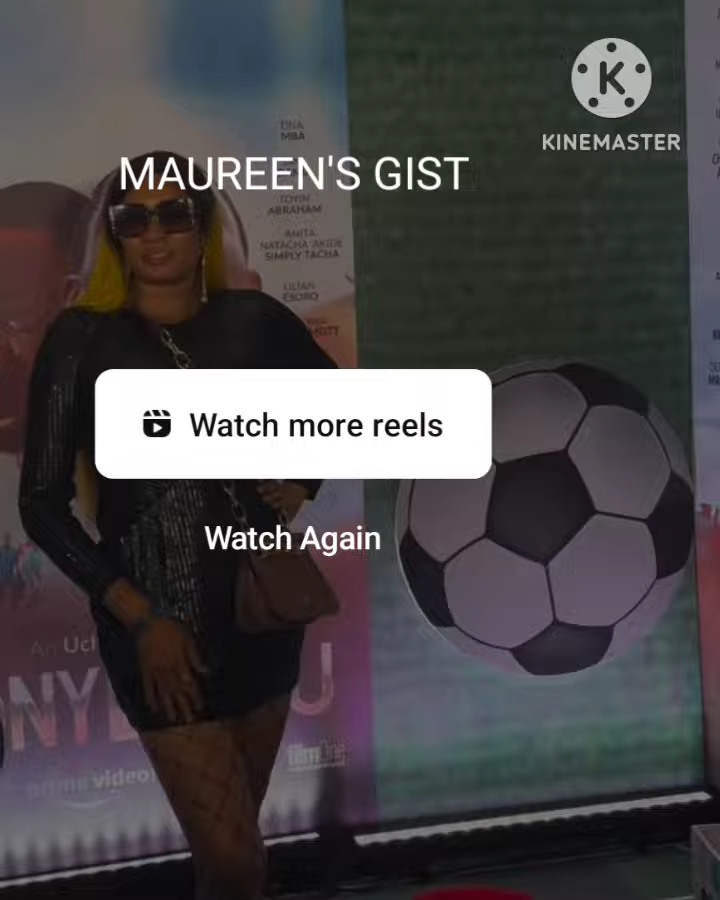 KINEMASTER
TINA
MBA
MAUREEN'S GIST
TOYIN
ABRAHAM
ANITA
NATACHA AKIDE
SIMPLY TACHA
LILIAN
ESORO
Watch more reels
Watch Again
An
prime video
filmOne